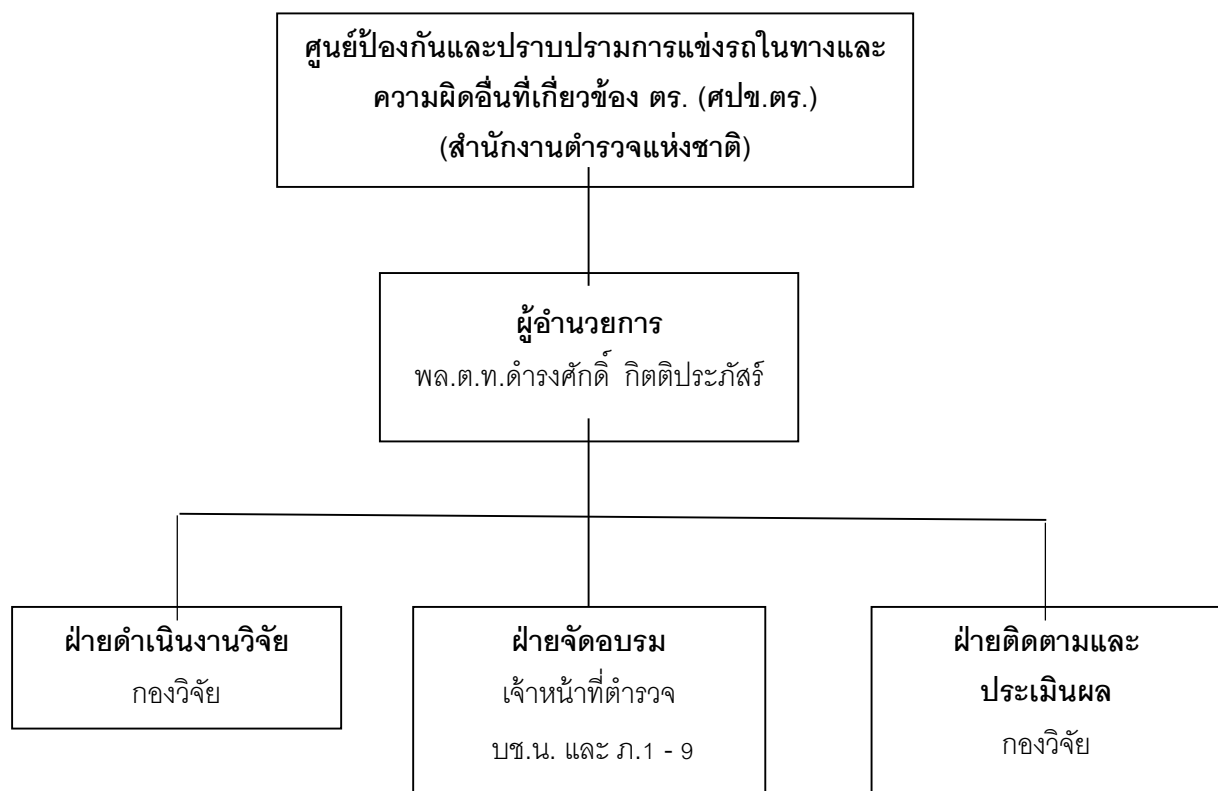 ศูนย์ป้องกันและปราบปรามการแข่งรถในทางและ
ความผิดอื่นที่เกี่ยวข้อง ตร. (ศปข.ตร.)
(สำนักงานตำรวจแห่งชาติ)
ผู้อำนวยการ
พล.ต.ท.ดำรงศักดิ์ กิตติประภัสร์
ฝ่ายดำเนินงานวิจัย
กองวิจัย
ฝ่ายจัดอบรม
เจ้าหน้าที่ตำรวจ
บช.น. และ ภ.1 - 9
ฝ่ายติดตามและ
ประเมินผล
กองวิจัย